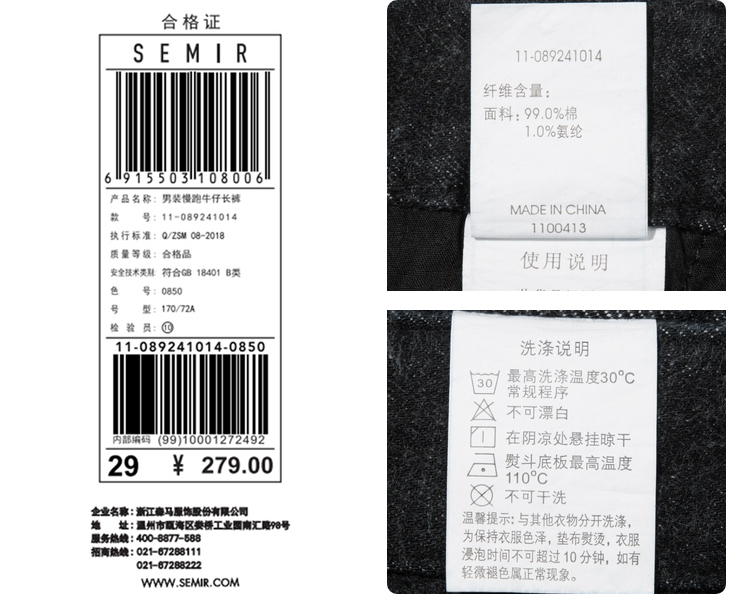 合格证
SEMIR
6 915503 108006
产品名称: 男装慢跑牛仔长裤
款 号: 11-089241014
执行标准: Q/ZSM 08-2018
质量等级: 合格品
安全技术类别: 符合GB 18401 B类
色 号: 0850
号 型: 170/72A
检 验 员: ⑩
11-089241014-0850
内部编码 (99)10001272492
29 ¥ 279.00
企业名称: 浙江森马服饰股份有限公司
地 址: 温州市瓯海区娄桥工业园南汇路98号
服务热线: 400-8877-588
招商热线: 021-67288111
021-67288222
WWW.SEMIR.COM
11-089241014
纤维含量:
面料: 99.0%棉
1.0%氨纶
MADE IN CHINA
1100413
使用说明
洗涤说明
30 最高洗涤温度30°C
常规程序
不可漂白
在阴凉处悬挂晾干
熨斗底板最高温度
110°C
不可干洗
温馨提示: 与其他衣物分开洗涤,
为保持衣服色泽, 垫布熨烫, 衣服
浸泡时间不可超过10分钟, 如有
轻微褪色属正常现象。